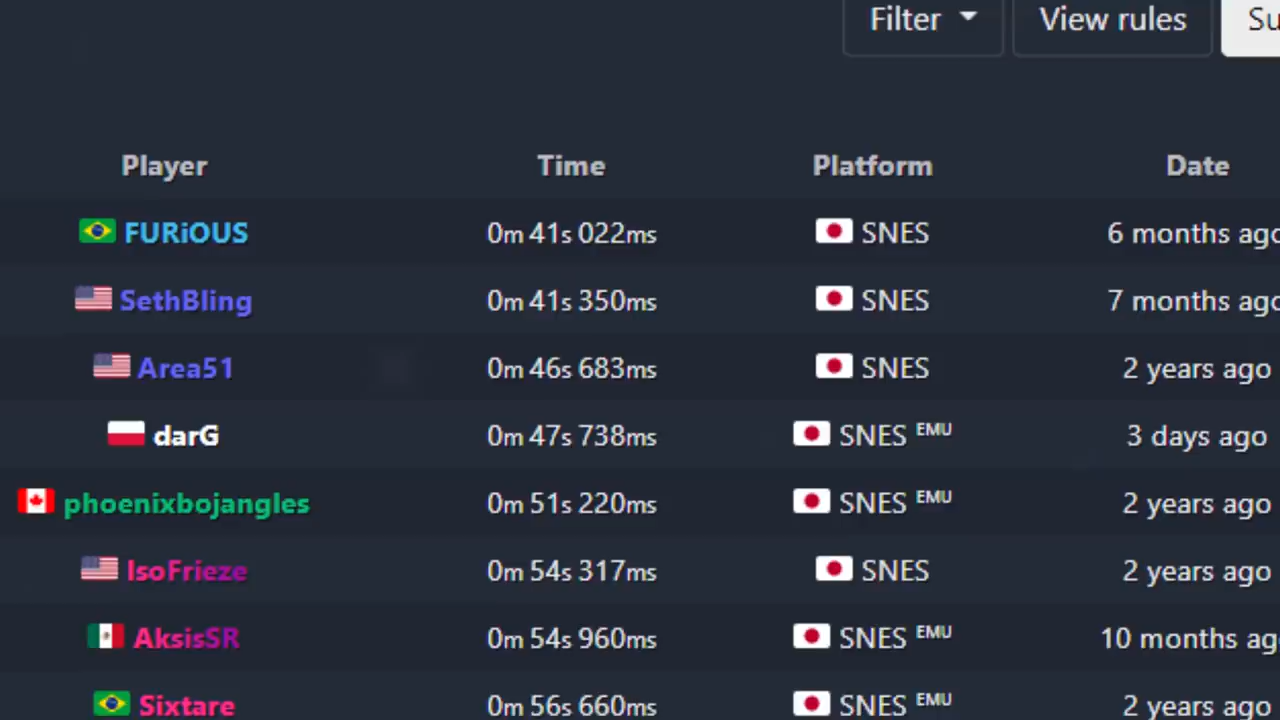 Filter View rules Su
Player Time Platform Date
FURiOUS 0m 41s 022ms SNES 6 months ago
SethBling 0m 41s 350ms SNES 7 months ago
Area51 0m 46s 683ms SNES 2 years ago
darG 0m 47s 738ms SNES EMU 3 days ago
phoenixbojangles 0m 51s 220ms SNES EMU 2 years ago
IsoFrieze 0m 54s 317ms SNES 2 years ago
AksisSR 0m 54s 960ms SNES EMU 10 months ag
Sixtare 0m 56s 660ms SNES EMU 2 years ago